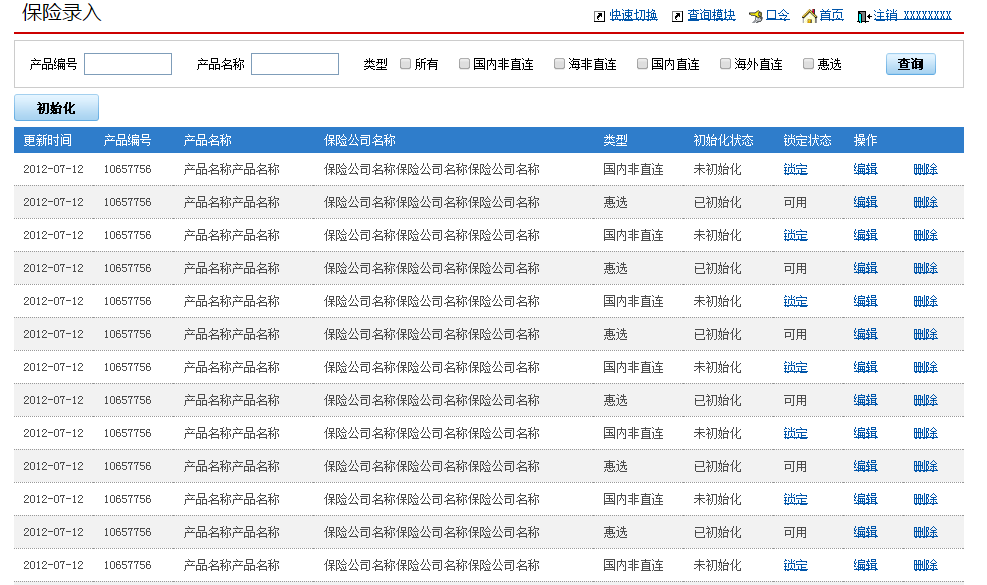 保险录入
快速切换 查询模块 口令 首页 注销 XXXXXXXX
产品编号 产品名称 类型 所有 国内非直连 海非直连 国内直连 海外直连 惠选 查询
初始化
更新时间 产品编号 产品名称 保险公司名称 类型 初始化状态 锁定状态 操作
2012-07-12 10657756 产品名称产品名称 保险公司名称保险公司名称保险公司名称 国内非直连 未初始化 锁定 编辑 删除
2012-07-12 10657756 产品名称产品名称 保险公司名称保险公司名称保险公司名称 惠选 已初始化 可用 编辑 删除
2012-07-12 10657756 产品名称产品名称 保险公司名称保险公司名称保险公司名称 国内非直连 未初始化 锁定 编辑 删除
2012-07-12 10657756 产品名称产品名称 保险公司名称保险公司名称保险公司名称 惠选 已初始化 可用 编辑 删除
2012-07-12 10657756 产品名称产品名称 保险公司名称保险公司名称保险公司名称 国内非直连 未初始化 锁定 编辑 删除
2012-07-12 10657756 产品名称产品名称 保险公司名称保险公司名称保险公司名称 惠选 已初始化 可用 编辑 删除
2012-07-12 10657756 产品名称产品名称 保险公司名称保险公司名称保险公司名称 国内非直连 未初始化 锁定 编辑 删除
2012-07-12 10657756 产品名称产品名称 保险公司名称保险公司名称保险公司名称 惠选 已初始化 可用 编辑 删除
2012-07-12 10657756 产品名称产品名称 保险公司名称保险公司名称保险公司名称 国内非直连 未初始化 锁定 编辑 删除
2012-07-12 10657756 产品名称产品名称 保险公司名称保险公司名称保险公司名称 惠选 已初始化 可用 编辑 删除
2012-07-12 10657756 产品名称产品名称 保险公司名称保险公司名称保险公司名称 国内非直连 未初始化 锁定 编辑 删除
2012-07-12 10657756 产品名称产品名称 保险公司名称保险公司名称保险公司名称 惠选 已初始化 可用 编辑 删除
2012-07-12 10657756 产品名称产品名称 保险公司名称保险公司名称保险公司名称 国内非直连 未初始化 锁定 编辑 删除